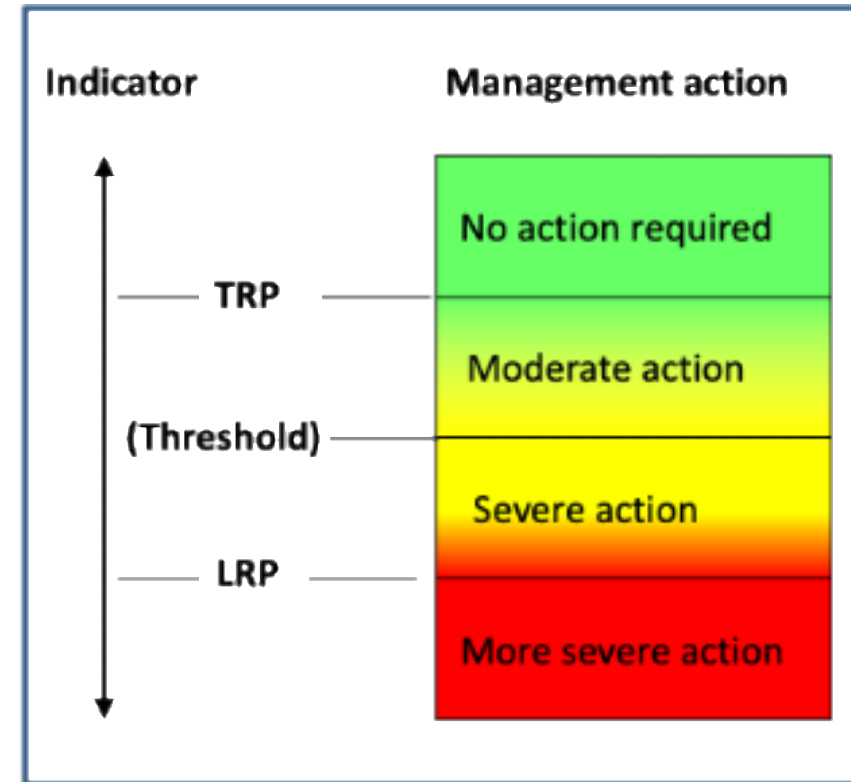 Indicator
Management action
No action required
TRP
Moderate action
(Threshold)
Severe action
LRP
More severe action